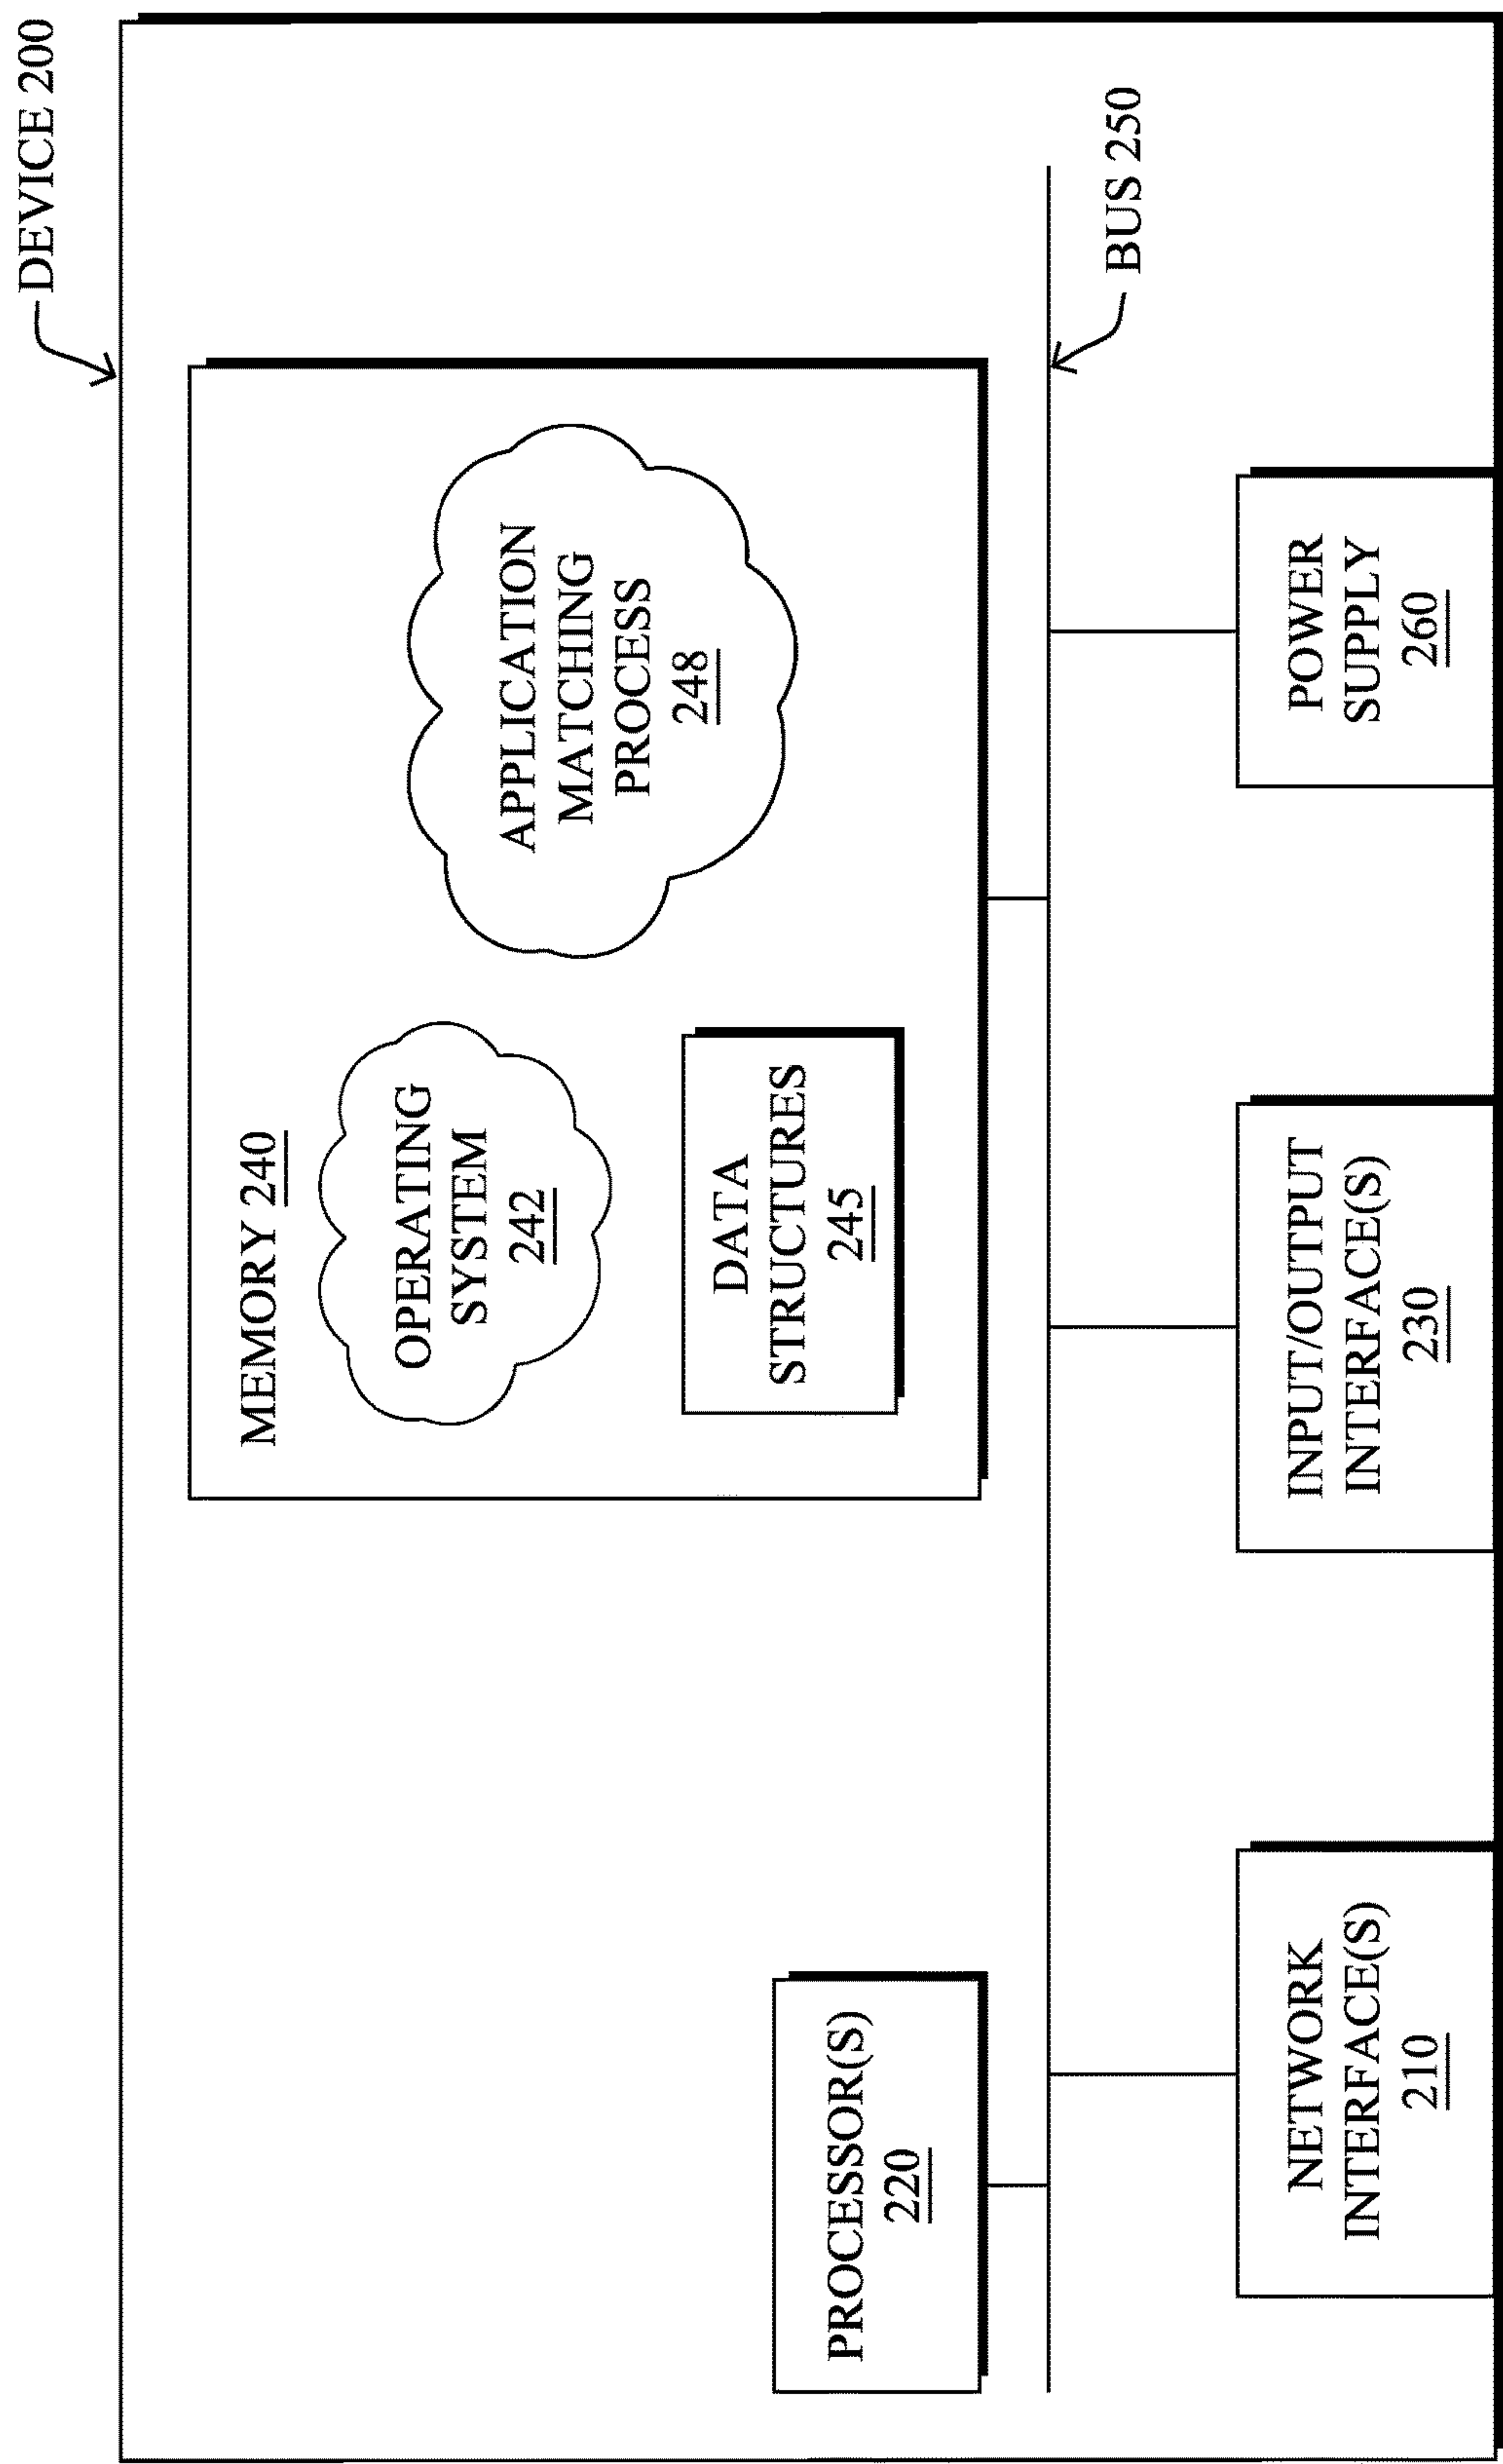 DEVICE 200
MEMORY 240
OPERATING
SYSTEM
242
DATA
STRUCTURES
245
APPLICATION
MATCHING
PROCESS
248
PROCESSOR(S)
220
BUS 250
NETWORK
INTERFACE(S)
210
INPUT/OUTPUT
INTERFACE(S)
230
POWER
SUPPLY
260